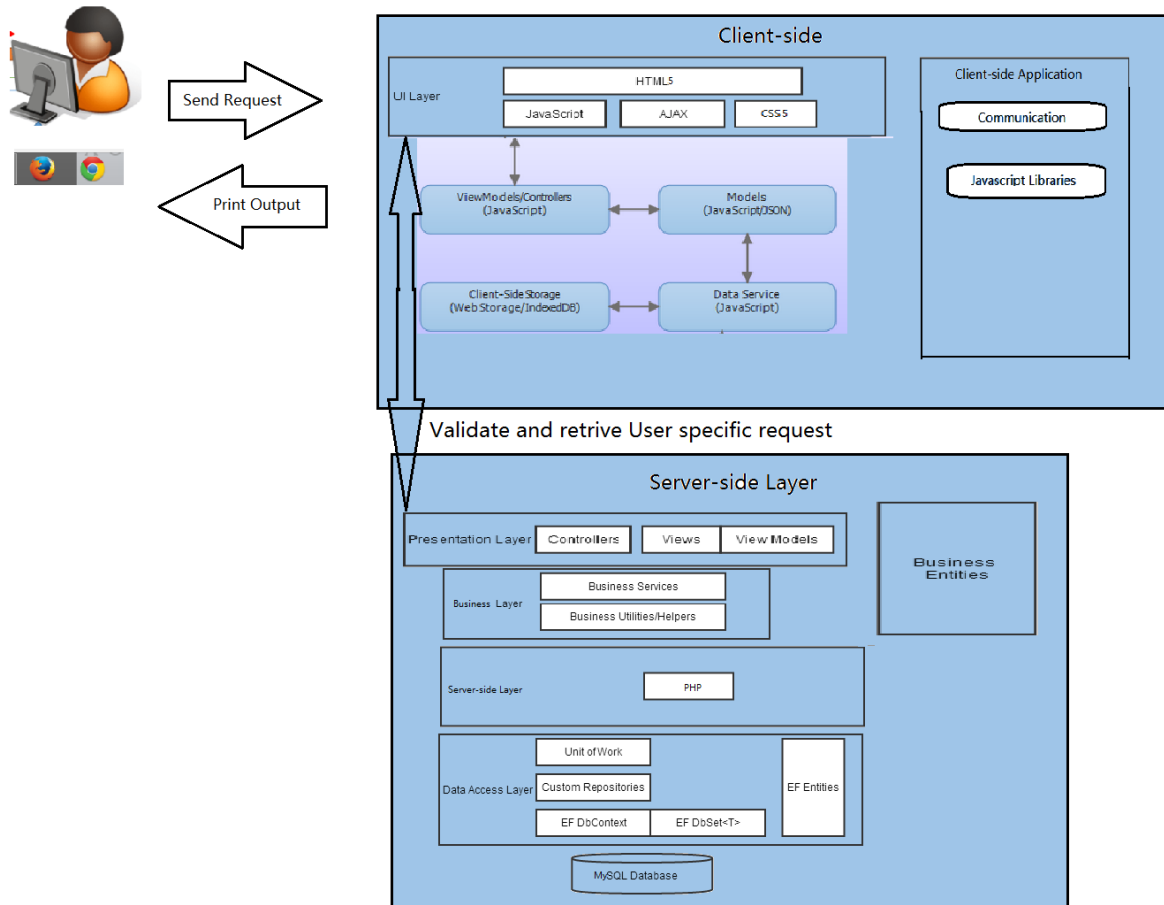 Client-side
UI Layer
HTML5
JavaScript
AJAX
CSS5
Client-side Application
Communication
Javascript Libraries
Send Request
Print Output
ViewModels/Controllers
(JavaScript)
Models
(JavaScript/JSON)
Client-Side Storage
(Web Storage/IndexedDB)
Data Service
(JavaScript)
Validate and retrive User specific request
Server-side Layer
Presentation Layer
Controllers
Views
View Models
Business
Entities
Business Layer
Business Services
Business Utilities/Helpers
Server-side Layer
PHP
Data Access Layer
Unit of Work
Custom Repositories
EF DbContext
EF DbSet<T>
EF Entities
MySQL Database